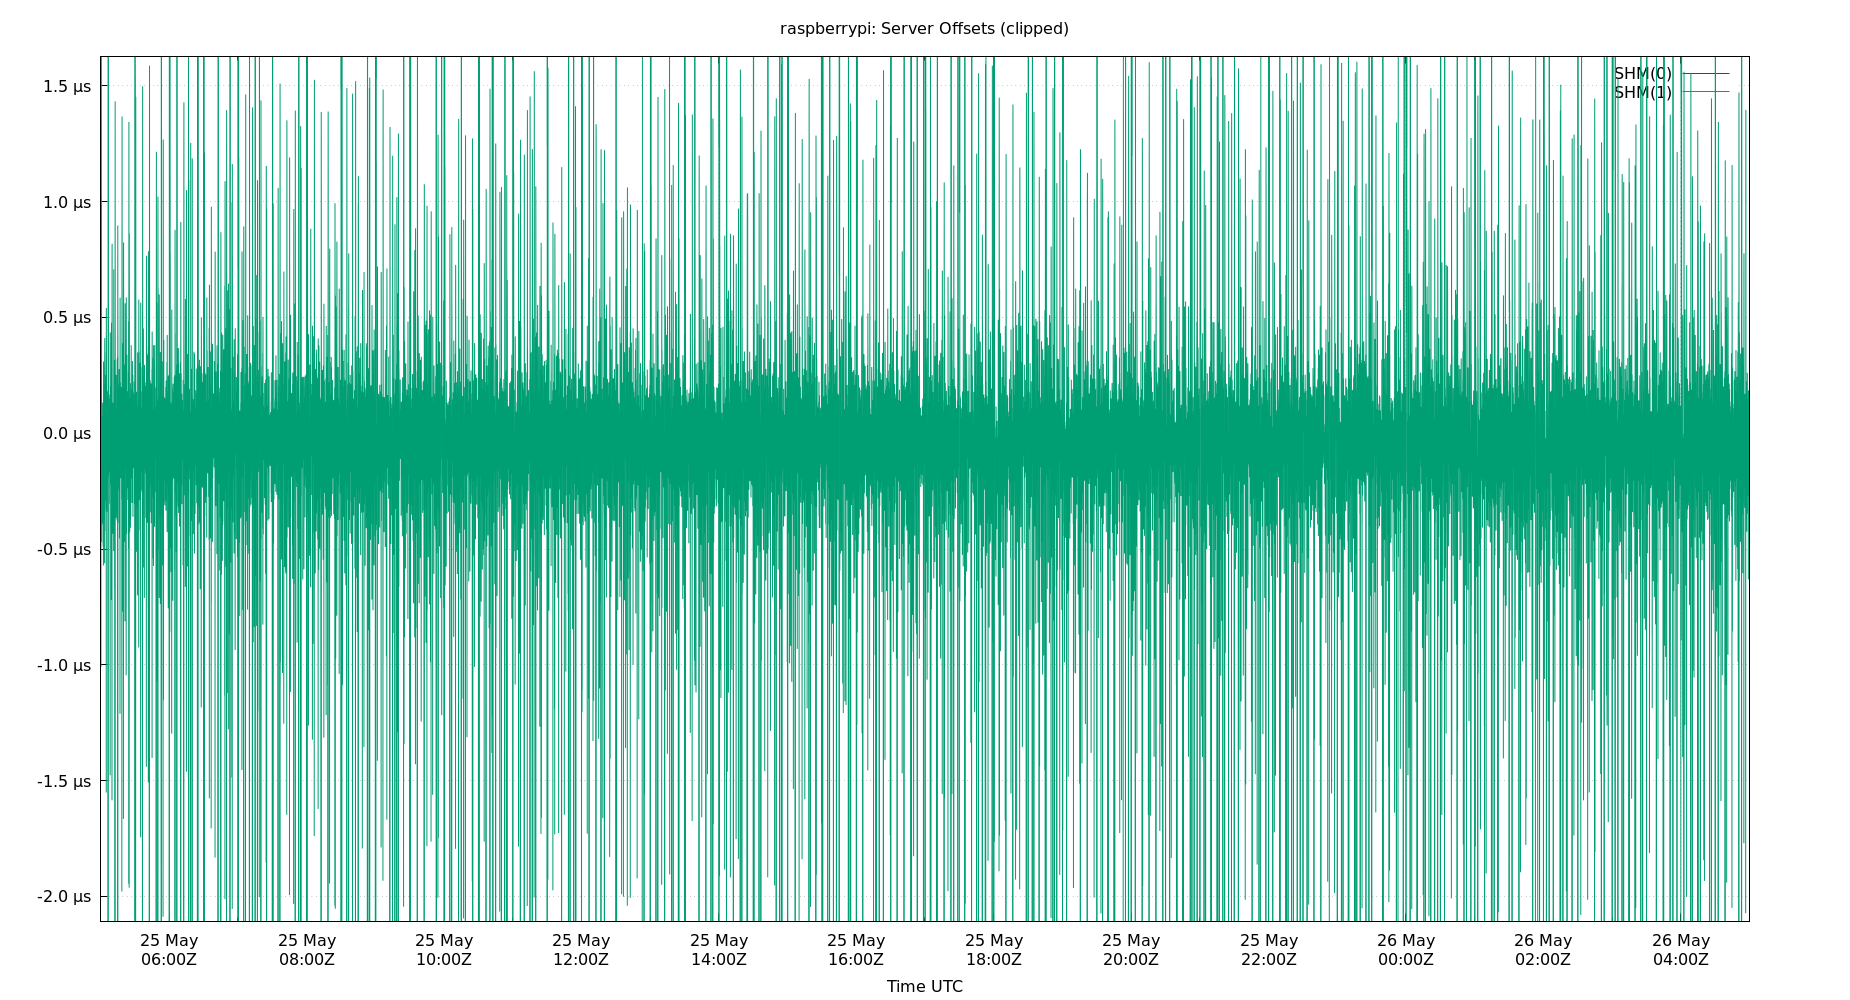 raspberrypi: Server Offsets (clipped)
SHM(0)
SHM(1)
1.5 µs
1.0 µs
0.5 µs
0.0 µs
-0.5 µs
-1.0 µs
-1.5 µs
-2.0 µs
25 May 25 May 25 May 25 May 25 May 25 May 25 May 25 May 25 May 26 May 26 May 26 May
06:00Z 08:00Z 10:00Z 12:00Z 14:00Z 16:00Z 18:00Z 20:00Z 22:00Z 00:00Z 02:00Z 04:00Z
Time UTC